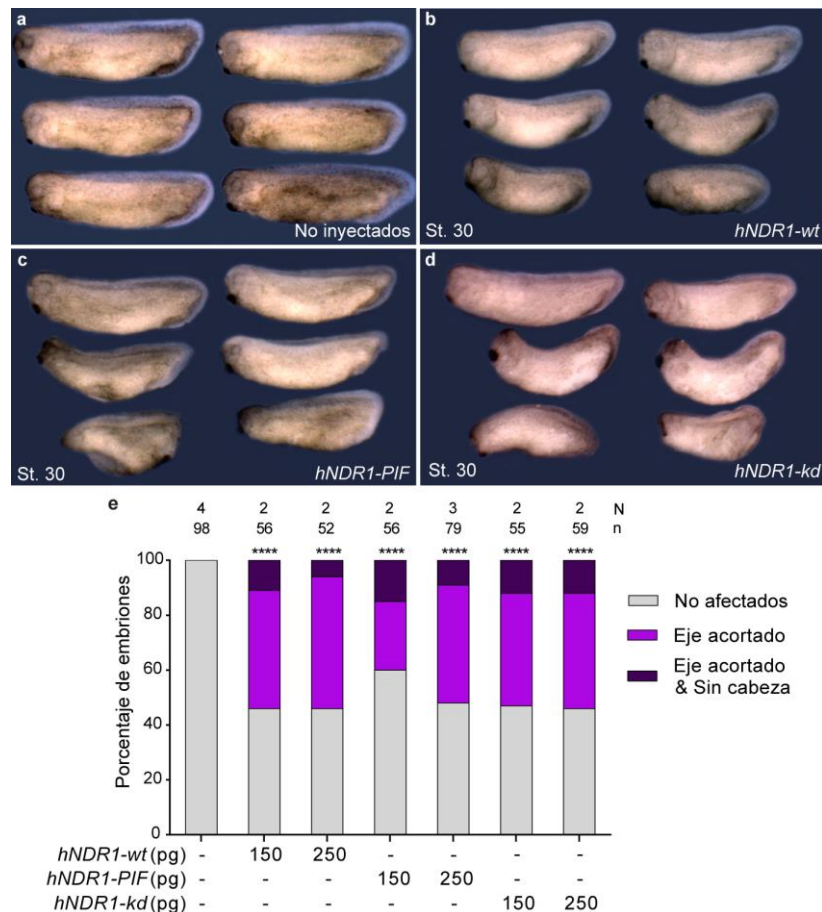 a
No inyectados
b
St. 30
hNDR1-wt
c
St. 30
hNDR1-PIF
d
St. 30
hNDR1-kd
e
4 2 2 2 3 2 2 N
98 56 52 56 79 55 59 n
**** **** **** **** **** ****
Porcentaje de embriones
100
80
60
40
20
0
No afectados
Eje acortado
Eje acortado
& Sin cabeza
hNDR1-wt (pg) - 150 250 - - - -
hNDR1-PIF (pg) - - - 150 250 - -
hNDR1-kd (pg) - - - - - 150 250